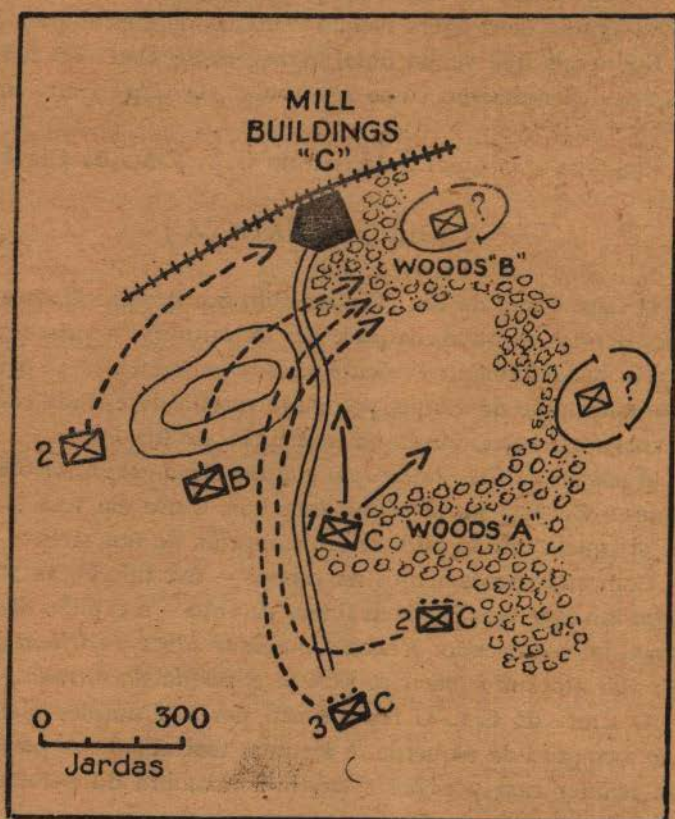 MILL
BUILDINGS
"C"
?
WOODS "B"
?
2
B
1
C
WOODS "A"
2
C
3
C
0 300
Jardas